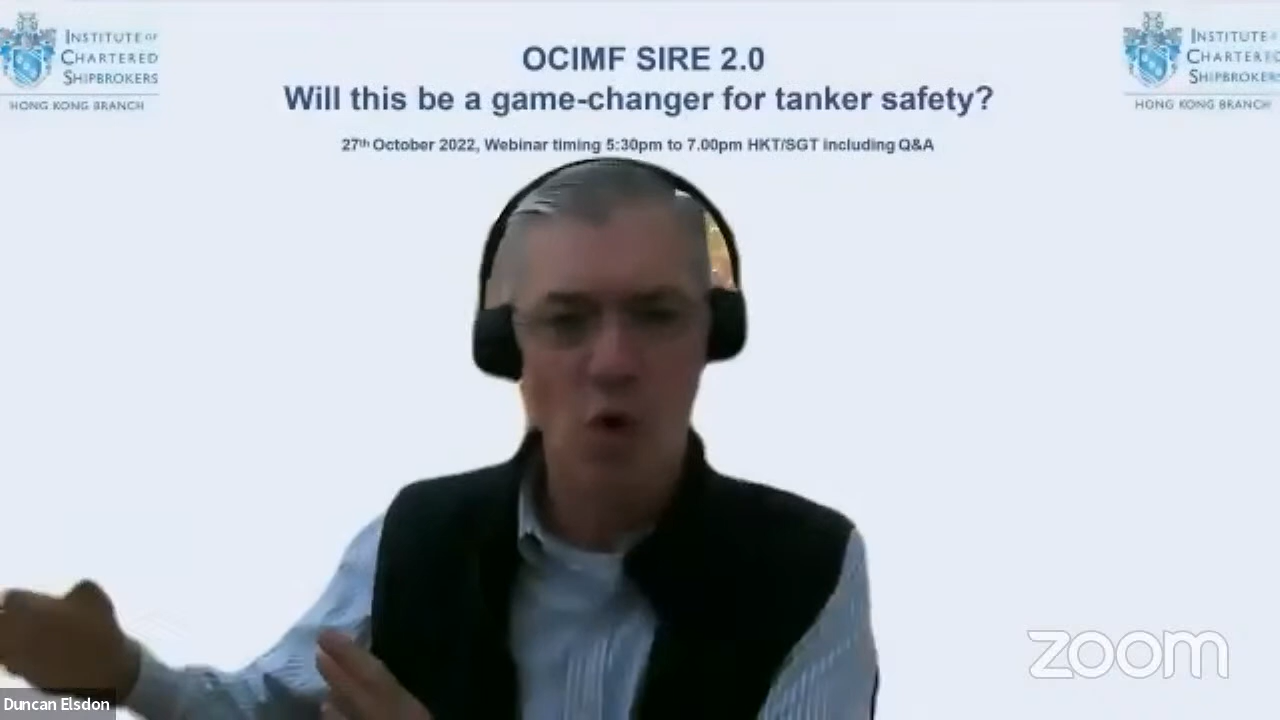 INSTITUTE OF
CHARTERED
SHIPBROKERS
HONG KONG BRANCH
OCIMF SIRE 2.0
Will this be a game-changer for tanker safety?
27th October 2022, Webinar timing 5:30pm to 7.00pm HKT/SGT including Q&A
INSTITUTE
CHARTERED
SHIPBROKERS
HONG KONG BRANCH
zoom
Duncan Elsdon